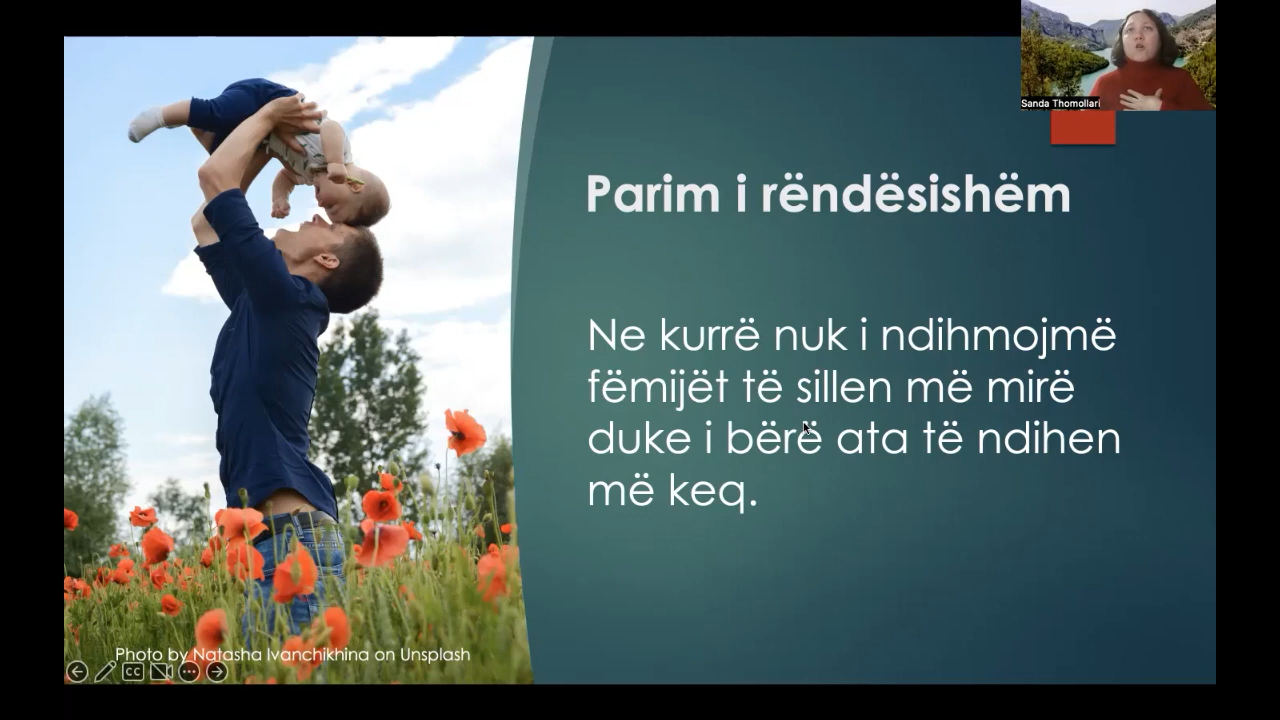 Sanda Thomollari
Parim i rëndësishëm
Ne kurrë nuk i ndihmojmë
fëmijët të sillen më mirë
duke i bërë ata të ndihen
më keq.
Photo by Natasha Ivanchikhina on Unsplash
CC